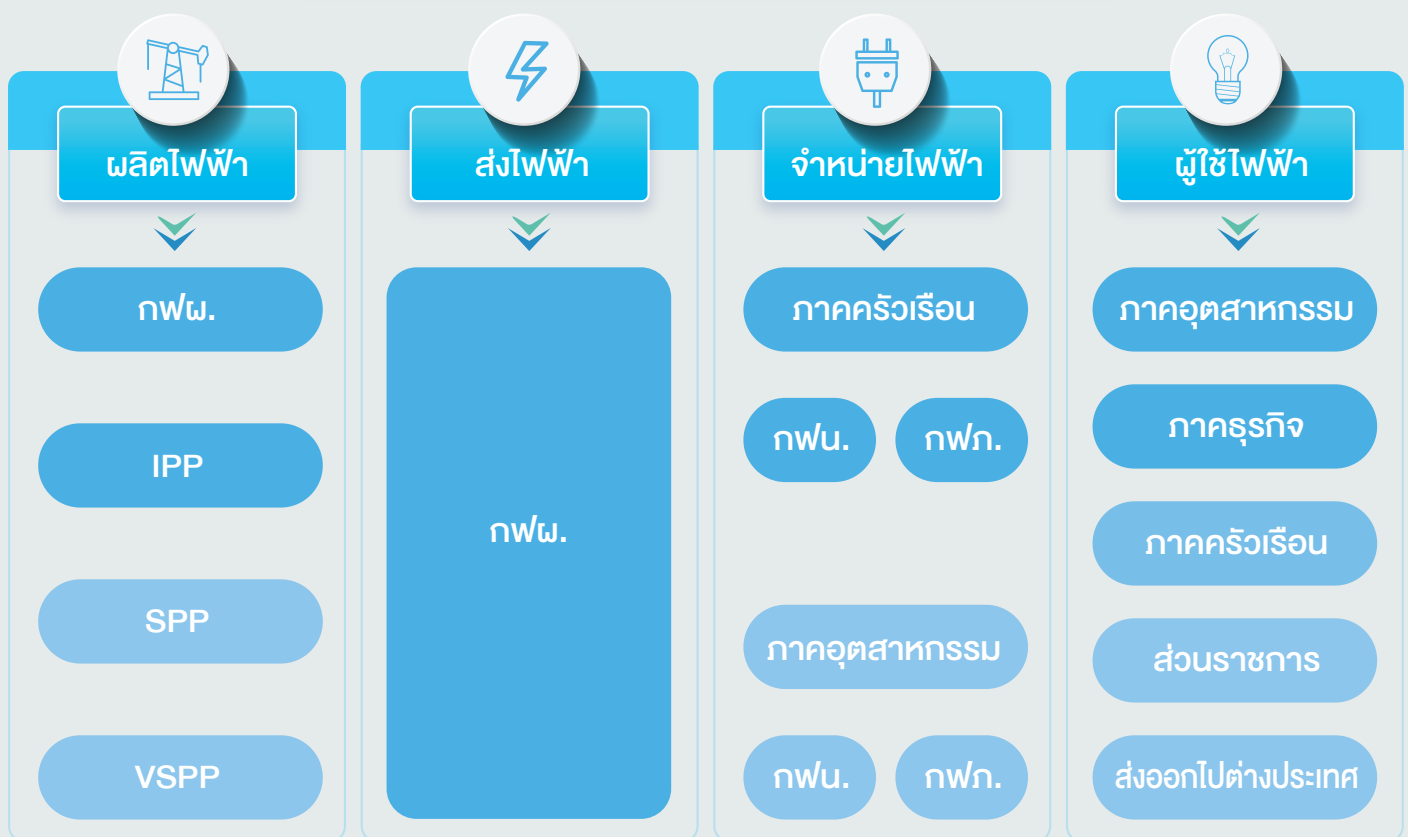 ผลิตไฟฟ้า
กฟผ.
IPP
SPP
VSPP
ส่งไฟฟ้า
กฟผ.
จำหน่ายไฟฟ้า
ภาคครัวเรือน
กฟน. กฟภ.
ภาคอุตสาหกรรม
กฟน. กฟภ.
ผู้ใช้ไฟฟ้า
ภาคอุตสาหกรรม
ภาคธุรกิจ
ภาคครัวเรือน
ส่วนราชการ
ส่งออกไปต่างประเทศ